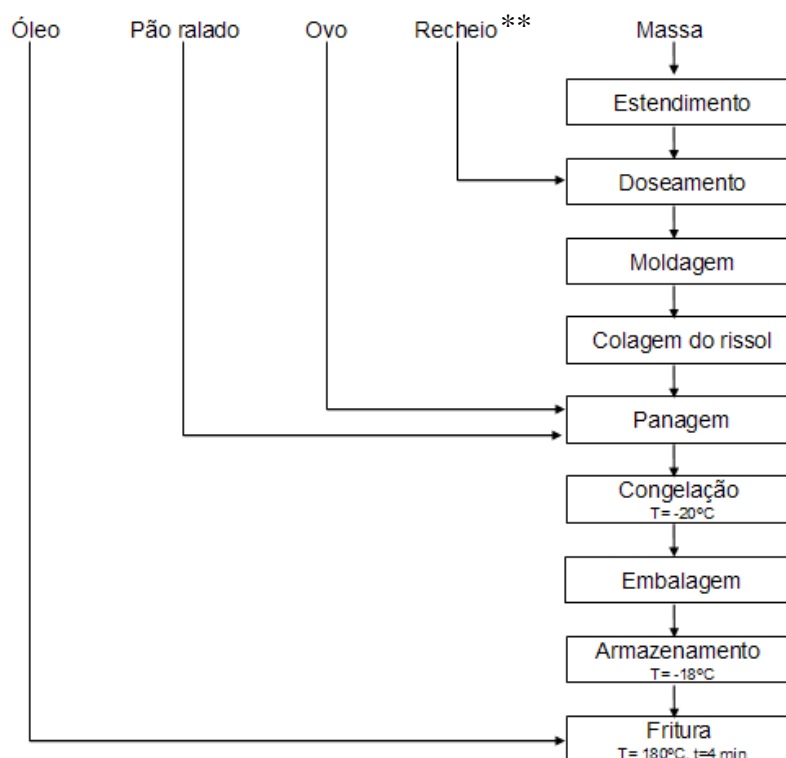 Óleo Pão ralado Ovo Recheio** Massa
Estendimento
Doseamento
Moldagem
Colagem do rissol
Panagem
Congelação
T= -20ºC
Embalagem
Armazenamento
T= -18ºC
Fritura
T= 180ºC, t=4 min